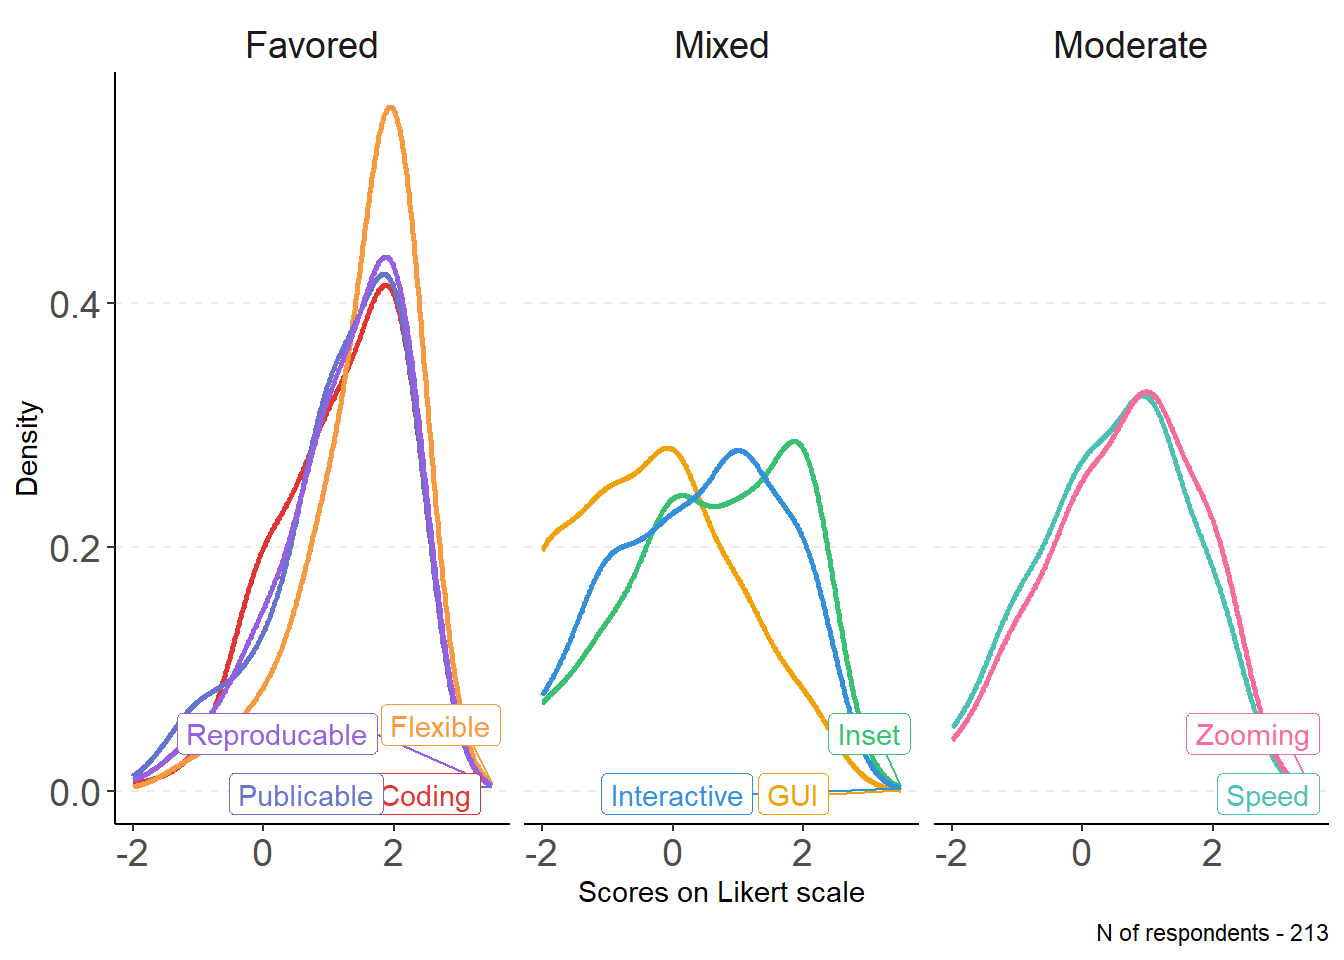 Favored Mixed Moderate
0.4
0.2
0.0
Density
Reproducable Flexible
Publicable Coding
Inset
Interactive GUI
Zooming
Speed
-2 0 2 -2 0 2 -2 0 2
Scores on Likert scale
N of respondents - 213